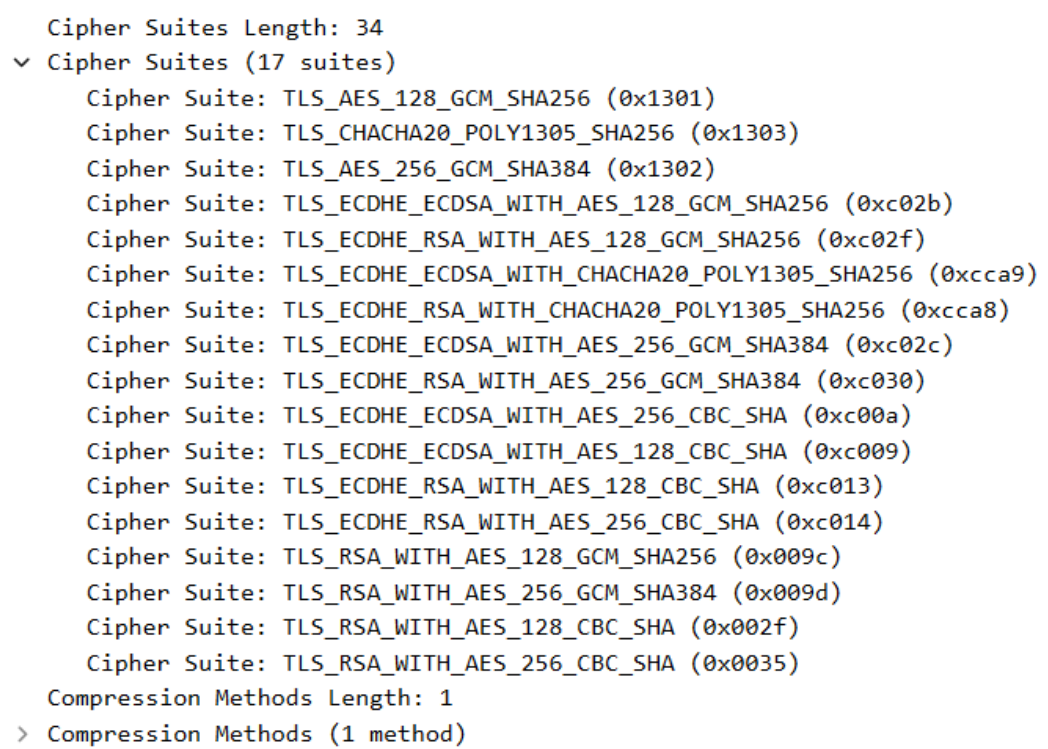 Cipher Suites Length: 34
Cipher Suites (17 suites)
Cipher Suite: TLS_AES_128_GCM_SHA256 (0x1301)
Cipher Suite: TLS_CHACHA20_POLY1305_SHA256 (0x1303)
Cipher Suite: TLS_AES_256_GCM_SHA384 (0x1302)
Cipher Suite: TLS_ECDHE_ECDSA_WITH_AES_128_GCM_SHA256 (0xc02b)
Cipher Suite: TLS_ECDHE_RSA_WITH_AES_128_GCM_SHA256 (0xc02f)
Cipher Suite: TLS_ECDHE_ECDSA_WITH_CHACHA20_POLY1305_SHA256 (0xcca9)
Cipher Suite: TLS_ECDHE_RSA_WITH_CHACHA20_POLY1305_SHA256 (0xcca8)
Cipher Suite: TLS_ECDHE_ECDSA_WITH_AES_256_GCM_SHA384 (0xc02c)
Cipher Suite: TLS_ECDHE_RSA_WITH_AES_256_GCM_SHA384 (0xc030)
Cipher Suite: TLS_ECDHE_ECDSA_WITH_AES_256_CBC_SHA (0xc00a)
Cipher Suite: TLS_ECDHE_ECDSA_WITH_AES_128_CBC_SHA (0xc009)
Cipher Suite: TLS_ECDHE_RSA_WITH_AES_128_CBC_SHA (0xc013)
Cipher Suite: TLS_ECDHE_RSA_WITH_AES_256_CBC_SHA (0xc014)
Cipher Suite: TLS_RSA_WITH_AES_128_GCM_SHA256 (0x009c)
Cipher Suite: TLS_RSA_WITH_AES_256_GCM_SHA384 (0x009d)
Cipher Suite: TLS_RSA_WITH_AES_128_CBC_SHA (0x002f)
Cipher Suite: TLS_RSA_WITH_AES_256_CBC_SHA (0x0035)
Compression Methods Length: 1
Compression Methods (1 method)